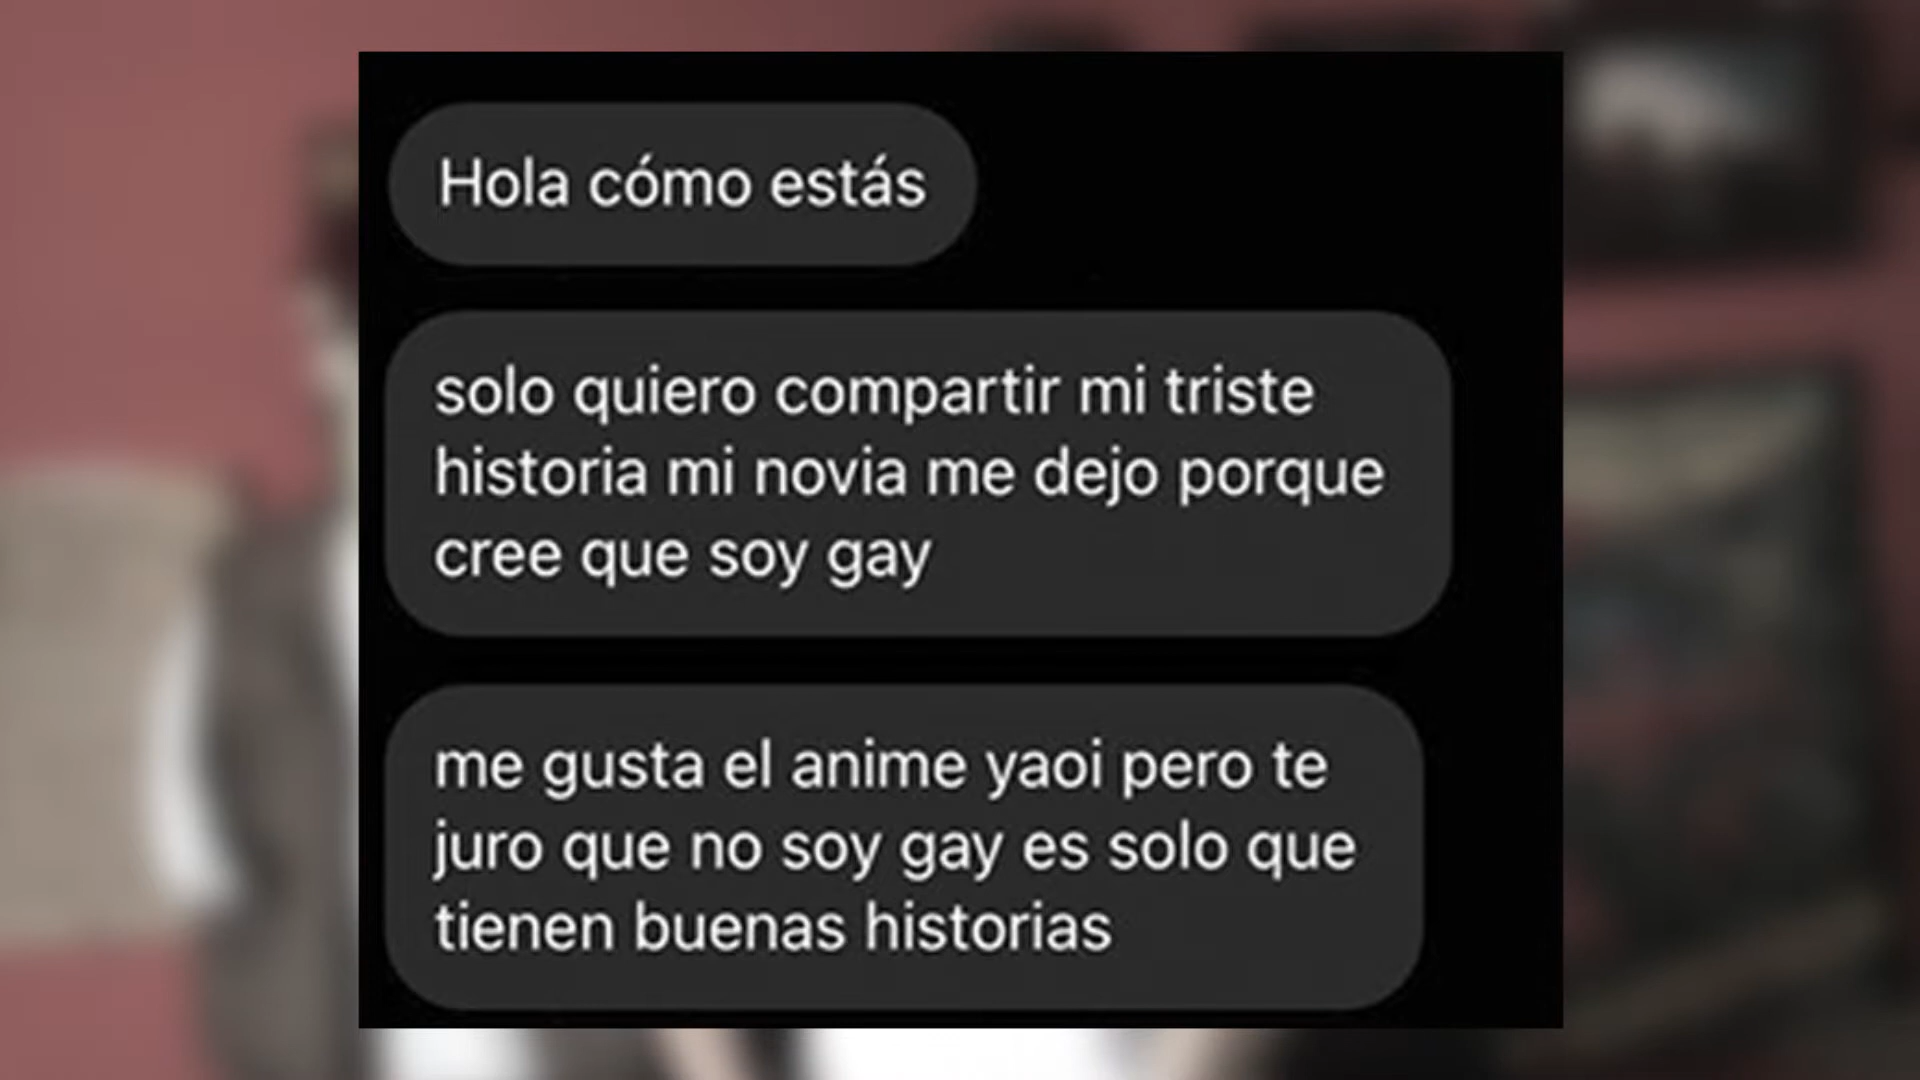 Hola cómo estás
solo quiero compartir mi triste
historia mi novia me dejo porque
cree que soy gay
me gusta el anime yaoi pero te
juro que no soy gay es solo que
tienen buenas historias